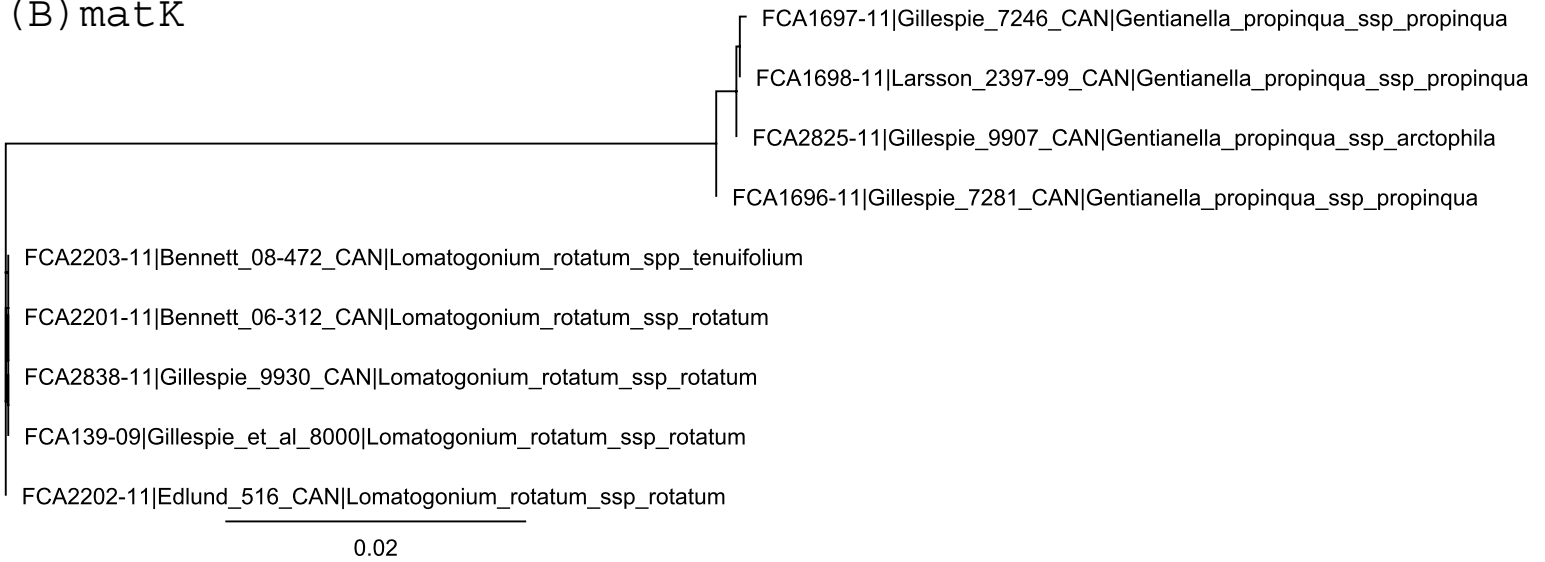 (B) matK
FCA1697-11|Gillespie_7246_CAN|Gentianella_propinqua_ssp_propinqua
FCA1698-11|Larsson_2397-99_CAN|Gentianella_propinqua_ssp_propinqua
FCA2825-11|Gillespie_9907_CAN|Gentianella_propinqua_ssp_arctophila
FCA1696-11|Gillespie_7281_CAN|Gentianella_propinqua_ssp_propinqua
FCA2203-11|Bennett_08-472_CAN|Lomatogonium_rotatum_spp_tenuifolium
FCA2201-11|Bennett_06-312_CAN|Lomatogonium_rotatum_ssp_rotatum
FCA2838-11|Gillespie_9930_CAN|Lomatogonium_rotatum_ssp_rotatum
FCA139-09|Gillespie_et_al_8000|Lomatogonium_rotatum_ssp_rotatum
FCA2202-11|Edlund_516_CAN|Lomatogonium_rotatum_ssp_rotatum
0.02